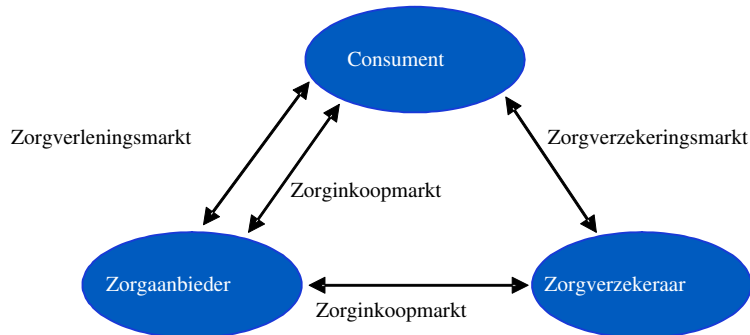 Consument
Zorgverleningsmarkt
Zorgverzekeringsmarkt
Zorginkoopmarkt
Zorgaanbieder
Zorgverzekeraar
Zorginkoopmarkt